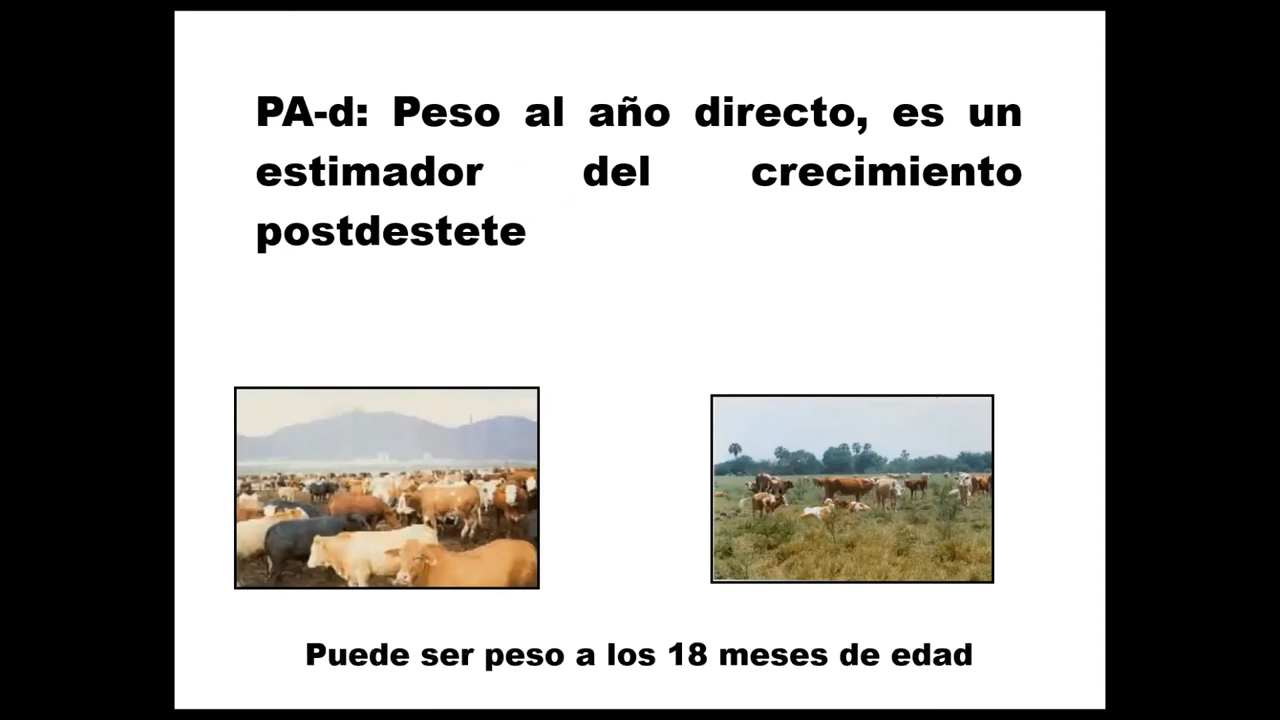 PA-d: Peso al año directo, es un
estimador del crecimiento
postdestete
Puede ser peso a los 18 meses de edad